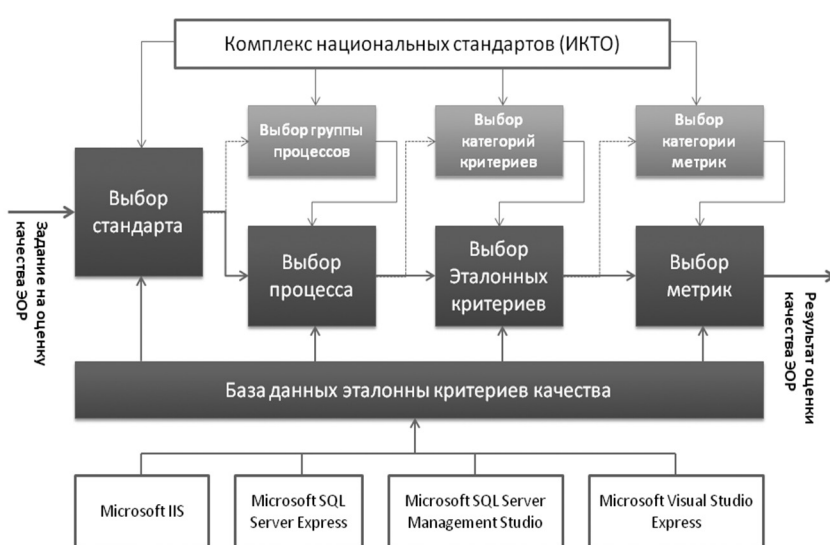 Комплекс национальных стандартов (ИКТО)
Выбор группы
процессов
Выбор
категорий
критериев
Выбор
категории
метрик
Выбор
стандарта
Задание на оценку
качества ЭОР
Выбор
процесса
Выбор
Эталонных
критериев
Выбор
метрик
Результат оценки
качества ЭОР
База данных эталонны критериев качества
Microsoft IIS
Microsoft SQL
Server Express
Microsoft SQL Server
Management Studio
Microsoft Visual Studio
Express